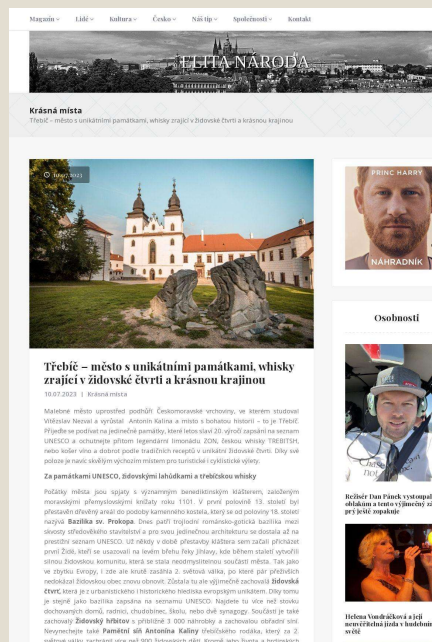 Magazín Lidé Kultura Česko Náš tip Společnosti Kontakt
ELITA NÁRODA
Krásná místa
Třebíč – město s unikátními památkami, whisky zrající v židovské čtvrti a krásnou krajinou
10.07.2023
PRINC HARRY
NÁHRADNÍK
Osobnosti
Třebíč – město s unikátními památkami, whisky
zrající v židovské čtvrti a krásnou krajinou
10.07.2023 | Krásná místa
Malebné město uprostřed podhůří Českomoravské vrchoviny, ve kterém studoval
Vítězslav Nezval a vyrůstal Antonín Kalina a místo s bohatou historií – to je Třebíč.
Přijeďte se podívat na jedinečné památky, které letos slaví 20. výročí zapsání na seznam
UNESCO a ochutnejte přitom legendární limonádu ZON, českou whisky TREBITSH,
nebo košer víno a dobrot podle tradičních receptů v unikátní židovské čtvrti. Díky své
poloze je navíc skvělým výchozím místem pro turistické i cyklistické výlety.
Za památkami UNESCO, židovskými lahůdkami a třebíčskou whisky
Počátky města jsou spjaty s významným benediktinským klášterem, založeným
moravskými přemyslovskými knížaty roku 1101. V první polovině 13. století byl
přestavěn dřevěný areál do podoby kamenného kostela, který se od poloviny 18. století
nazývá Bazilika sv. Prokopa. Dnes patří trojlodní románsko-gotická bazilika mezi
skvosty středověkého stavitelství a pro svou jedinečnou architekturu se dostala až na
prestižní seznam UNESCO. Už někdy v době přestavby kláštera sem začali přicházet
první Židé, kteří se usazovali na levém břehu řeky Jihlavy, kde během staletí vytvořili
silnou židovskou komunitu, která se stala neodmyslitelnou součástí města. Tak jako
ve zbytku Evropy, i zde ale krutě zasáhla 2. světová válka, po které pár přeživších
nedokázal židovskou obec znovu obnovit. Zůstala tu ale výjimečně zachovalá židovská
čtvrť, která je z urbanistického i historického hlediska evropským unikátem. Díky tomu
je stejně jako bazilika zapsána na seznamu UNESCO. Najdete tu více než stovku
dochovaných domů, radnici, chudobinec, školu, nebo dvě synagogy. Součástí je také
zachovalý Židovský hřbitov s přibližně 3 000 náhrobky a zachovalou obřadní síní.
Nevynechejte také Památní síň Antonína Kaliny třebíčského rodáka, který za 2.
Režisér Dan Pánek vystoupal
oblakům a tento výjimečný zá
prý ještě zopakuje
Helena Vondráčková a její
neuvěřitelná jízda v hudebním
světě